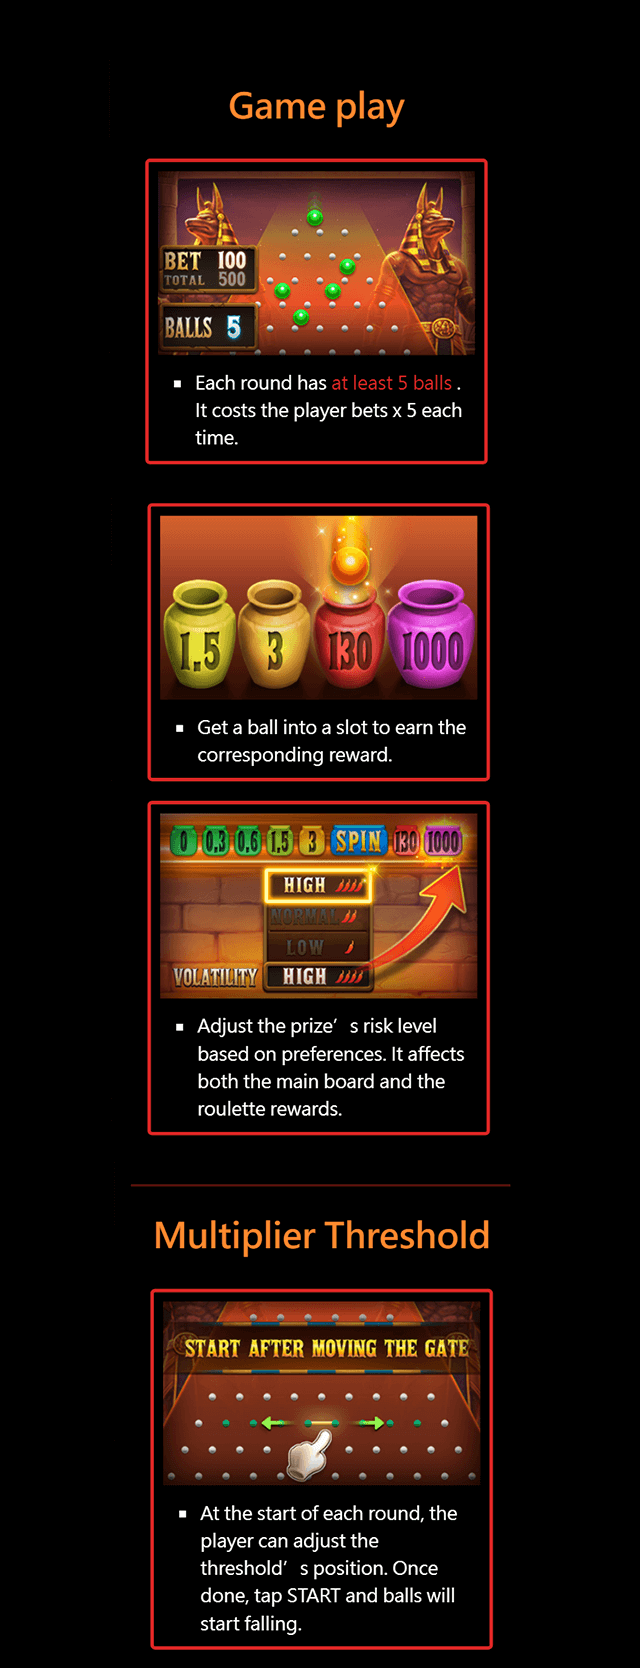 Game play
BET 100
TOTAL 500
BALLS 5
▪ Each round has at least 5 balls .
It costs the player bets x 5 each
time.
1.5 3 130 1000
▪ Get a ball into a slot to earn the
corresponding reward.
0 0.3 0.6 1.5 3 SPIN 130 1000
HIGH
NORMAL
LOW
VOLATILITY HIGH
▪ Adjust the prize’ s risk level
based on preferences. It affects
both the main board and the
roulette rewards.
Multiplier Threshold
START AFTER MOVING THE GATE
▪ At the start of each round, the
player can adjust the
threshold’ s position. Once
done, tap START and balls will
start falling.